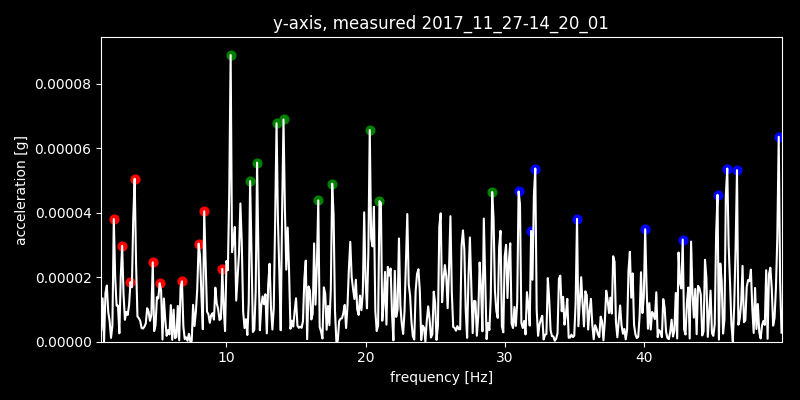 y-axis, measured 2017_11_27-14_20_01
0.00008
0.00006
0.00004
0.00002
0.00000
acceleration [g]
10 20 30 40
frequency [Hz]